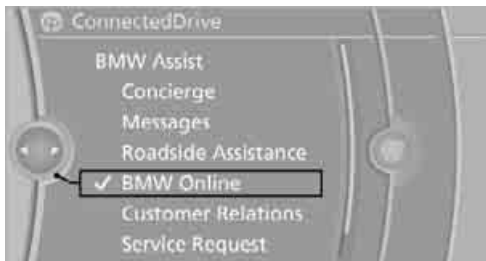 ConnectedDrive
BMW Assist
Concierge
Messages
Roadside Assistance
✓ BMW Online
Customer Relations
Service Request